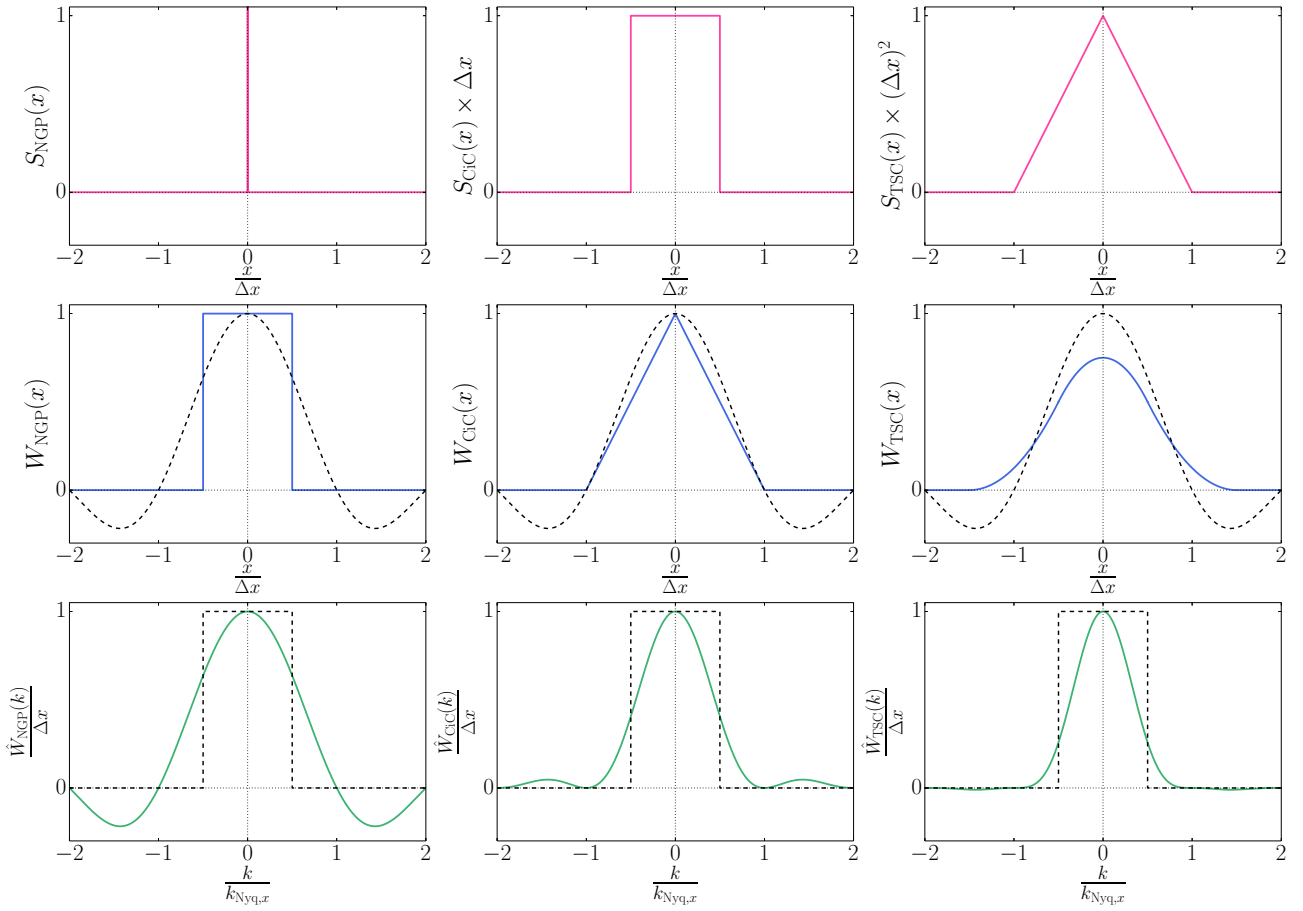 S_NGP(x)
1
0
−2 −1 0 1 2
x/Δx
S_CiC(x) × Δx
1
0
−2 −1 0 1 2
x/Δx
S_TSC(x) × (Δx)²
1
0
−2 −1 0 1 2
x/Δx
W_NGP(x)
1
0
−2 −1 0 1 2
x/Δx
W_CiC(x)
1
0
−2 −1 0 1 2
x/Δx
W_TSC(x)
1
0
−2 −1 0 1 2
x/Δx
Ŵ_NGP(k)/Δx
1
0
−2 −1 0 1 2
k/k_Nyq,x
Ŵ_CiC(k)/Δx
1
0
−2 −1 0 1 2
k/k_Nyq,x
Ŵ_TSC(k)/Δx
1
0
−2 −1 0 1 2
k/k_Nyq,x